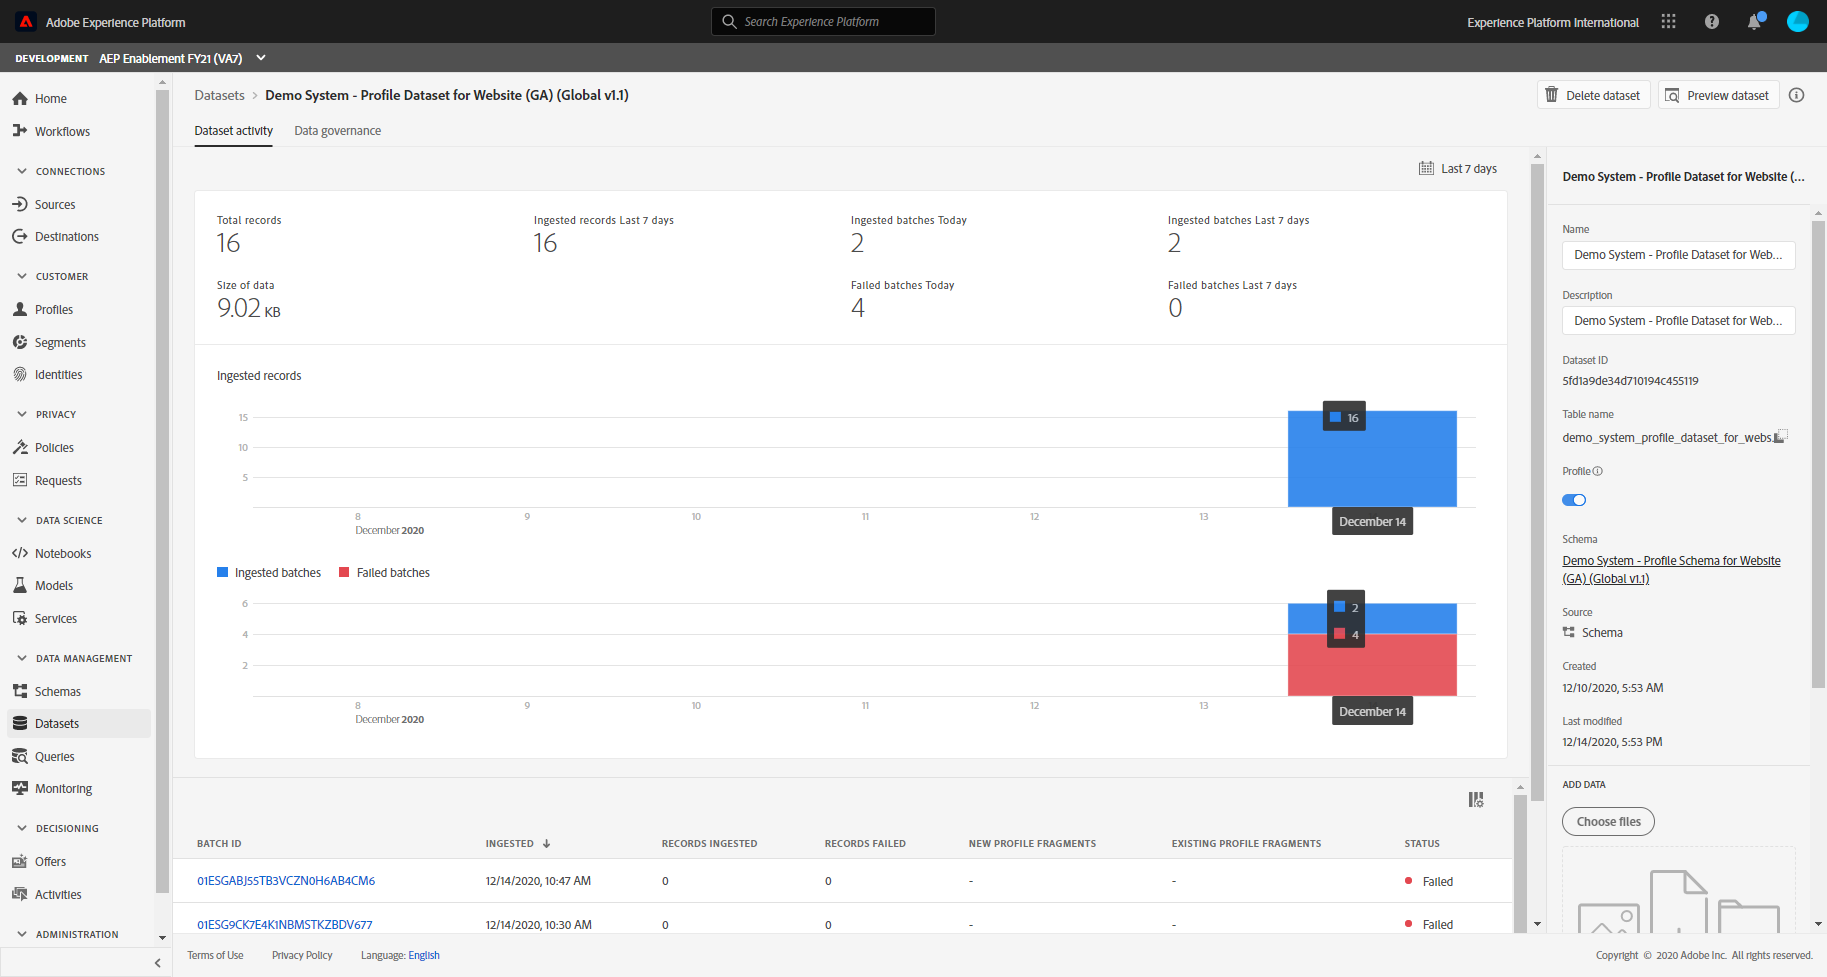 Adobe Experience Platform
Search Experience Platform
Experience Platform International
DEVELOPMENT AEP Enablement FY21 (VA7)
Home
Workflows
CONNECTIONS
Sources
Destinations
CUSTOMER
Profiles
Segments
Identities
PRIVACY
Policies
Requests
DATA SCIENCE
Notebooks
Models
Services
DATA MANAGEMENT
Schemas
Datasets
Queries
Monitoring
DECISIONING
Offers
Activities
ADMINISTRATION
Datasets > Demo System - Profile Dataset for Website (GA) (Global v1.1)
Delete dataset
Preview dataset
Dataset activity
Data governance
Last 7 days
Total records
16
Ingested records Last 7 days
16
Ingested batches Today
2
Ingested batches Last 7 days
2
Size of data
9.02 KB
Failed batches Today
4
Failed batches Last 7 days
0
Ingested records
15
10
5
16
8 9 10 11 12 13
December 2020
December 14
Ingested batches Failed batches
6
4
2
2
4
8 9 10 11 12 13
December 2020
December 14
BATCH ID INGESTED RECORDS INGESTED RECORDS FAILED NEW PROFILE FRAGMENTS EXISTING PROFILE FRAGMENTS STATUS
01ESGABJ55TB3VCZN0H6AB4CM6 12/14/2020, 10:47 AM 0 0 - - Failed
01ESG9CK7E4K1NBMSTKZBDV677 12/14/2020, 10:30 AM 0 0 - - Failed
Demo System - Profile Dataset for Website (...
Name
Demo System - Profile Dataset for Web...
Description
Demo System - Profile Dataset for Web...
Dataset ID
5fd1a9de34d710194c455119
Table name
demo_system_profile_dataset_for_webs...
Profile
Schema
Demo System - Profile Schema for Website
(GA) (Global v1.1)
Source
Schema
Created
12/10/2020, 5:53 AM
Last modified
12/14/2020, 5:53 PM
ADD DATA
Choose files
Terms of Use Privacy Policy Language: English
Copyright © 2020 Adobe Inc. All rights reserved.